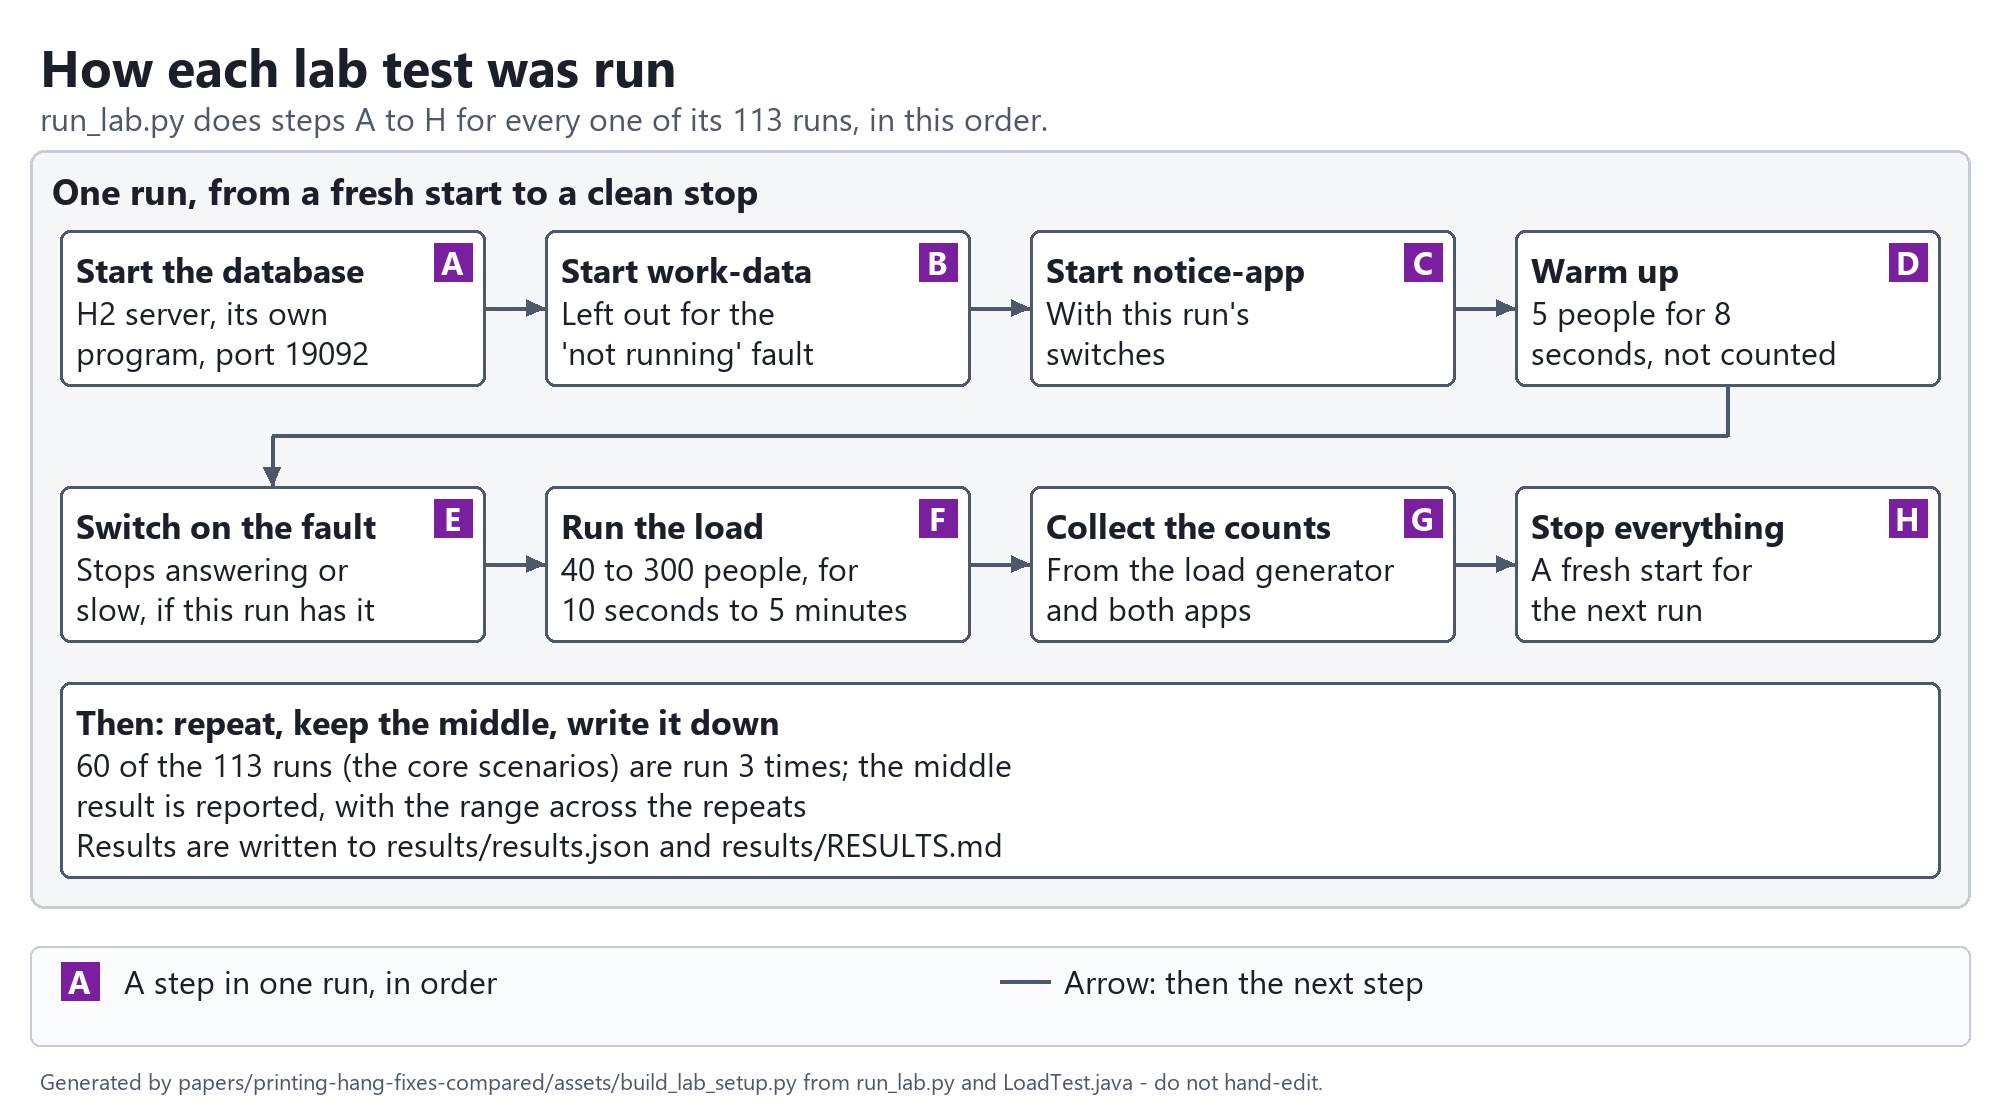 How each lab test was run
run_lab.py does steps A to H for every one of its 113 runs, in this order.
One run, from a fresh start to a clean stop
Start the database
A
H2 server, its own
program, port 19092
Start work-data
B
Left out for the
'not running' fault
Start notice-app
C
With this run's
switches
Warm up
D
5 people for 8
seconds, not counted
Switch on the fault
E
Stops answering or
slow, if this run has it
Run the load
F
40 to 300 people, for
10 seconds to 5 minutes
Collect the counts
G
From the load generator
and both apps
Stop everything
H
A fresh start for
the next run
Then: repeat, keep the middle, write it down
60 of the 113 runs (the core scenarios) are run 3 times; the middle
result is reported, with the range across the repeats
Results are written to results/results.json and results/RESULTS.md
A
A step in one run, in order
Arrow: then the next step
Generated by papers/printing-hang-fixes-compared/assets/build_lab_setup.py from run_lab.py and LoadTest.java - do not hand-edit.